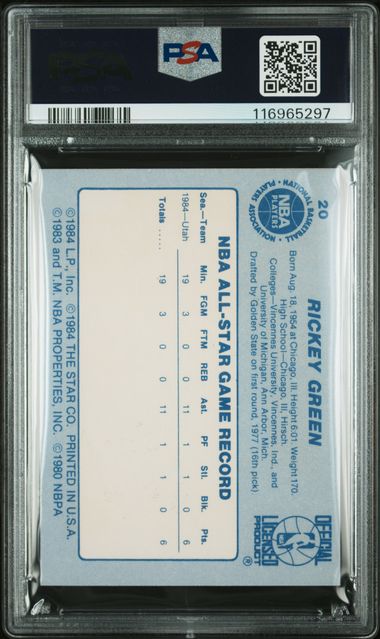 PSA
116965297
20
NATIONAL BASKETBALL
PLAYERS ASSOCIATION
NBA
PLAYERS
RICKEY GREEN
Born Aug. 18, 1954 at Chicago, Ill. Height 6.01. Weight 170.
High School—Chicago, Ill, Hirsch.
Colleges—Vincennes University, Vincennes, Ind., and
University of Michigan, Ann Arbor, Mich.
Drafted by Golden State on first round, 1977 (16th pick)
OFFICIAL
LICENSED
PRODUCT
®
NBA ALL-STAR GAME RECORD
Sea.—Team Min. FGM FTM REB Ast. PF Stl. Blk. Pts.
1984—Utah 19 3 0 0 11 1 1 0 6
Totals ...... 19 3 0 0 11 1 1 0 6
©1984 L.P., Inc. ©1984 THE STAR CO. PRINTED IN U.S.A.
©1983 and T.M. NBA PROPERTIES, INC. ©1980 NBPA